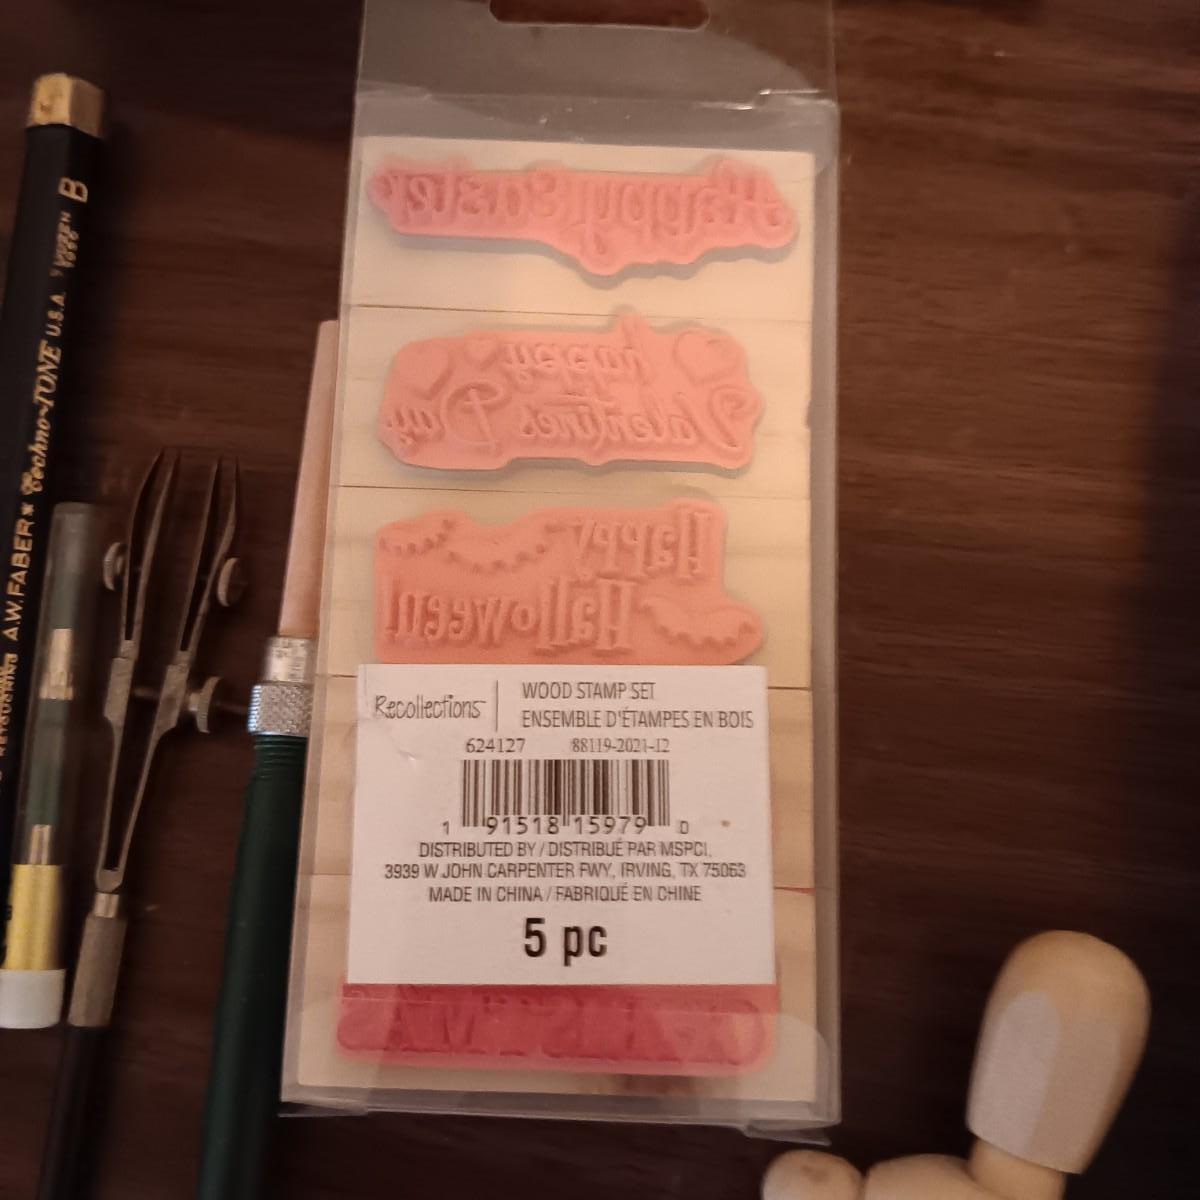 Happy Easter
happy
Valentines Day
Happy
Halloween!
Recollections™
WOOD STAMP SET
ENSEMBLE D'ÉTAMPES EN BOIS
624127 88119-2021-12
1 91518 15979 0
DISTRIBUTED BY / DISTRIBUÉ PAR MSPCI,
3939 W JOHN CARPENTER FWY, IRVING, TX 75063
MADE IN CHINA / FABRIQUÉ EN CHINE
5 pc
A.W.FABER Techno-TONE U.S.A. B
RETOUCHING